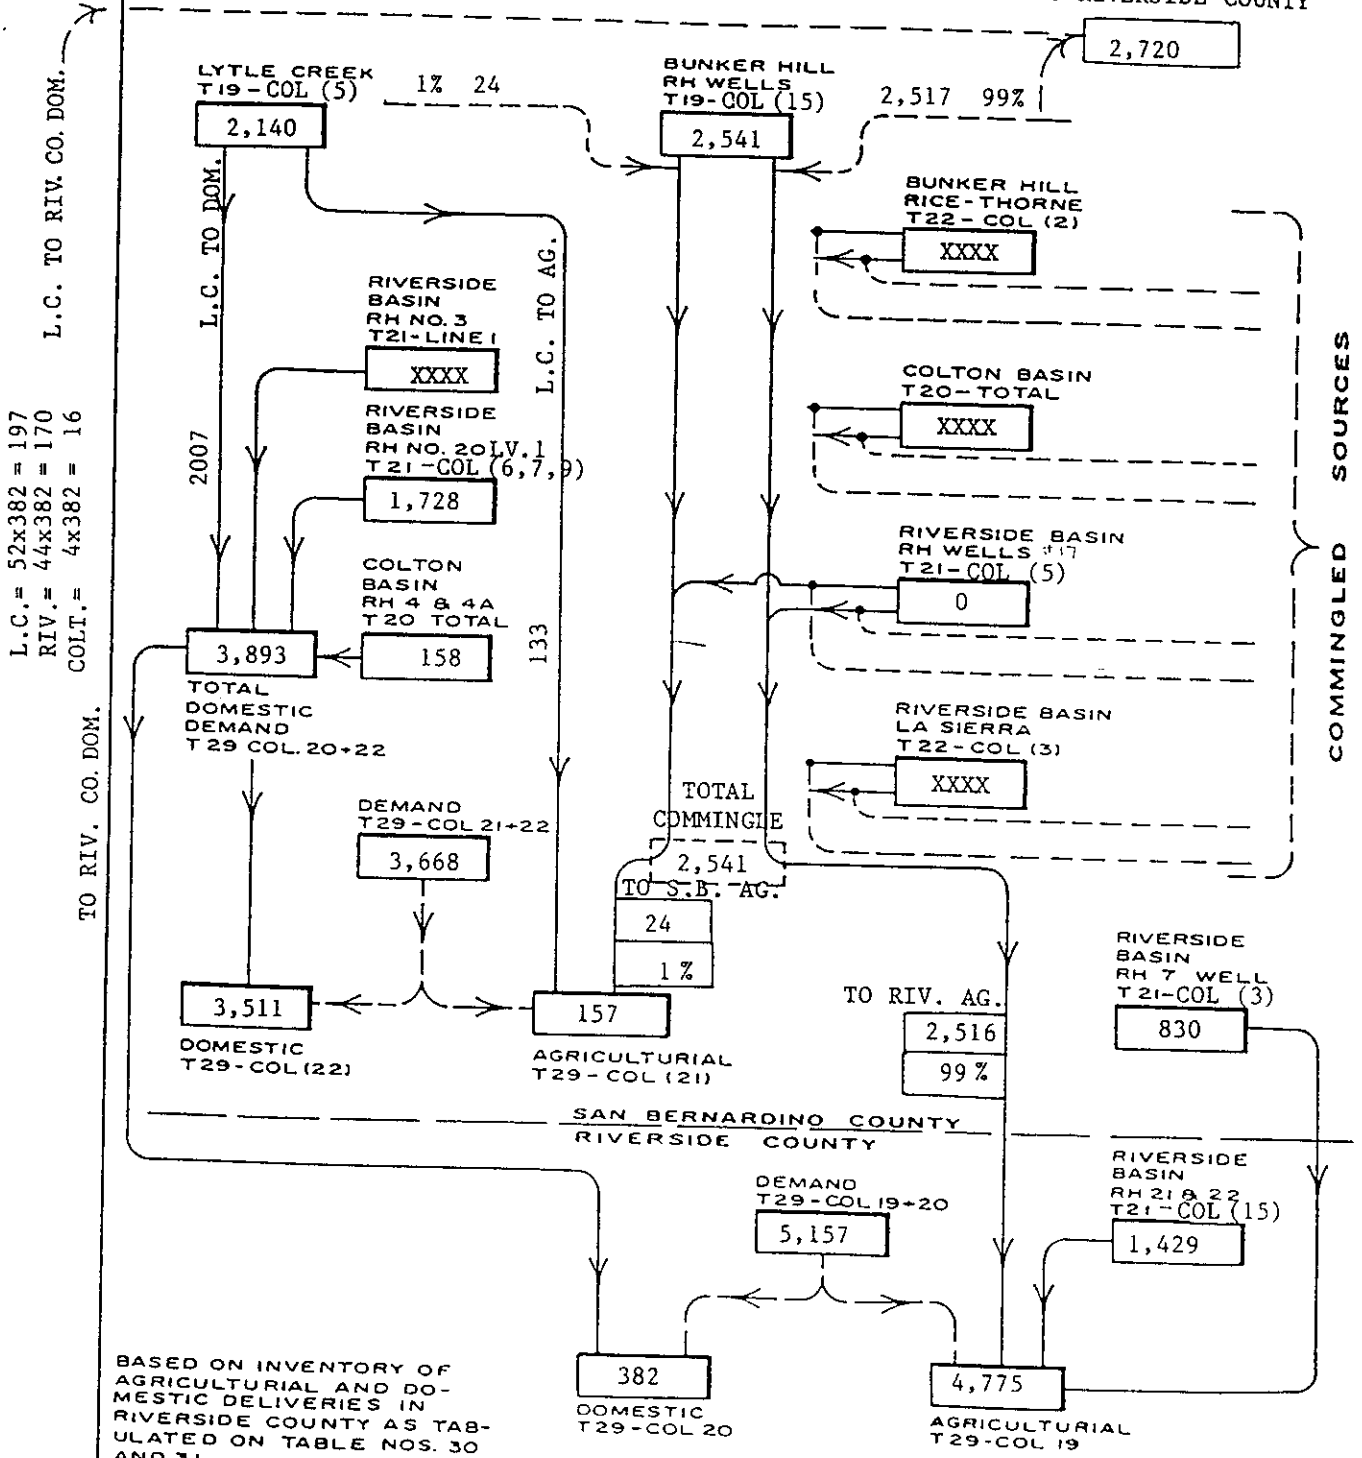 RIVERSIDE COUNTY
2,720
LYTLE CREEK
T19-COL (5)
2,140
1% 24
BUNKER HILL
RH WELLS
T19-COL (15)
2,541
2,517 99%
BUNKER HILL
RICE-THORNE
T22-COL (2)
XXXX
L.C. TO RIV. CO. DOM.
L.C. TO DOM.
L.C. TO AG.
RIVERSIDE
BASIN
RH NO. 3
T21-LINE 1
XXXX
COLTON BASIN
T20-TOTAL
XXXX
COMMINGLED SOURCES
RIVERSIDE
BASIN
RH NO. 20 LV.1
T21-COL (6,7,9)
1,728
2007
L.C.= 52x382 = 197
RIV.= 44x382 = 170
COLT.= 4x382 = 16
RIVERSIDE BASIN
RH WELLS #17
T21-COL (5)
0
COLTON
BASIN
RH 4 & 4A
T20 TOTAL
158
133
3,893
TOTAL
DOMESTIC
DEMAND
T29 COL. 20+22
TO RIV. CO. DOM.
RIVERSIDE BASIN
LA SIERRA
T22-COL (3)
XXXX
DEMAND
T29-COL 21+22
3,668
TOTAL
COMMINGLE
2,541
TO S.B. AG.
24
1%
3,511
DOMESTIC
T29-COL (22)
157
AGRICULTURIAL
T29-COL (21)
TO RIV. AG.
2,516
99%
RIVERSIDE
BASIN
RH 7 WELL
T21-COL (3)
830
SAN BERNARDINO COUNTY
RIVERSIDE COUNTY
DEMAND
T29-COL 19+20
5,157
RIVERSIDE
BASIN
RH 21 & 22
T21-COL (15)
1,429
382
DOMESTIC
T29-COL 20
4,775
AGRICULTURIAL
T29-COL 19
BASED ON INVENTORY OF
AGRICULTURIAL AND DO-
MESTIC DELIVERIES IN
RIVERSIDE COUNTY AS TAB-
ULATED ON TABLE NOS. 30
AND 31